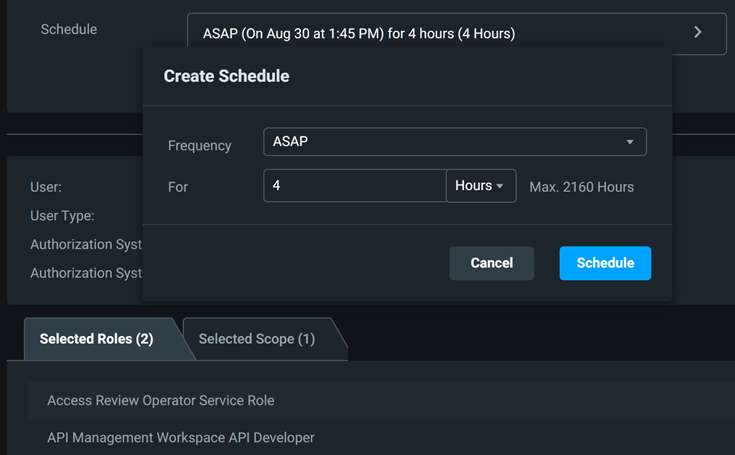 Schedule
ASAP (On Aug 30 at 1:45 PM) for 4 hours (4 Hours)
Create Schedule
Frequency
ASAP
For
4
Hours
Max. 2160 Hours
User:
User Type:
Authorization Syst
Authorization Syst
Cancel
Schedule
Selected Roles (2)
Selected Scope (1)
Access Review Operator Service Role
API Management Workspace API Developer